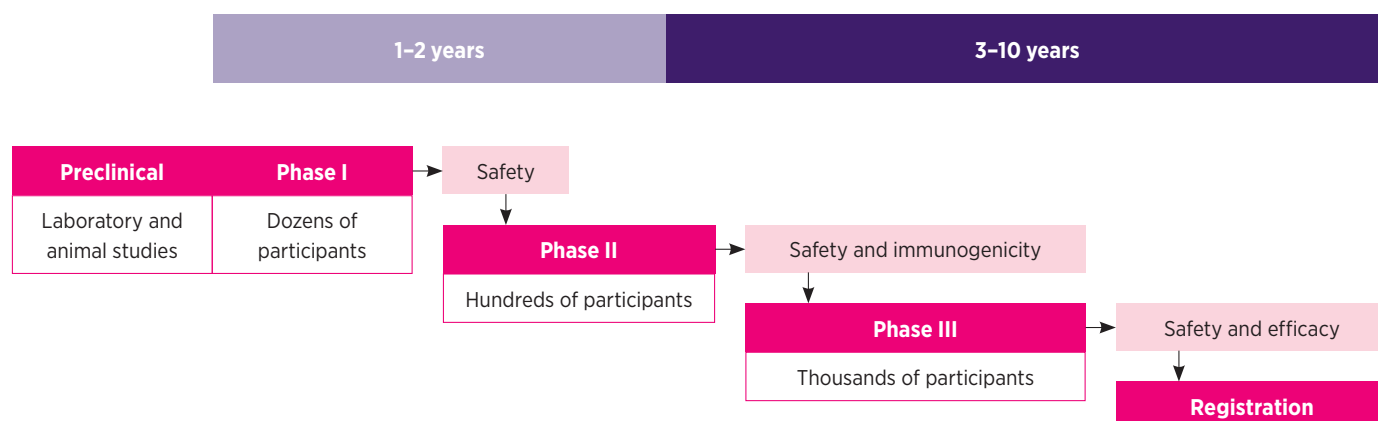 1–2 years
3–10 years
Preclinical
Phase I
Safety
Laboratory and
animal studies
Dozens of
participants
Phase II
Safety and immunogenicity
Hundreds of participants
Phase III
Safety and efficacy
Thousands of participants
Registration